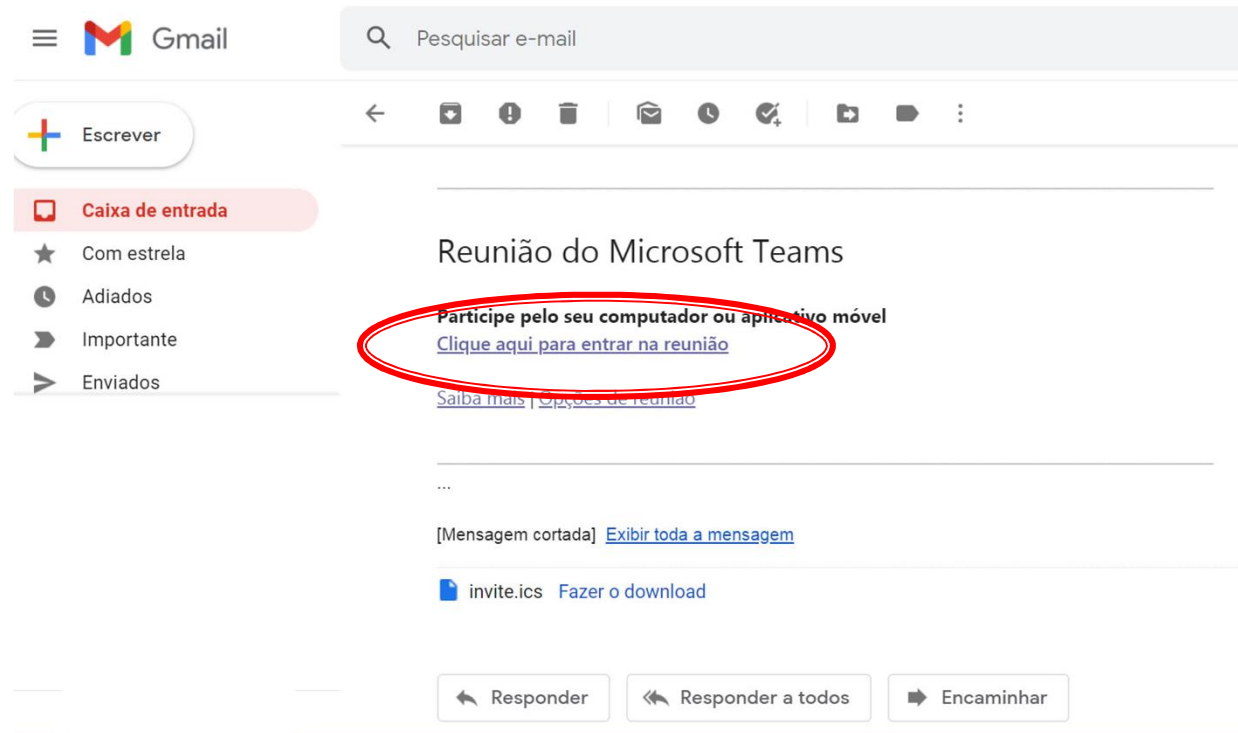 Gmail
Pesquisar e-mail
Escrever
Caixa de entrada
Com estrela
Adiados
Importante
Enviados
Reunião do Microsoft Teams
Participe pelo seu computador ou aplicativo móvel
Clique aqui para entrar na reunião
Saiba mais | Opções de reunião
...
[Mensagem cortada] Exibir toda a mensagem
invite.ics Fazer o download
Responder
Responder a todos
Encaminhar